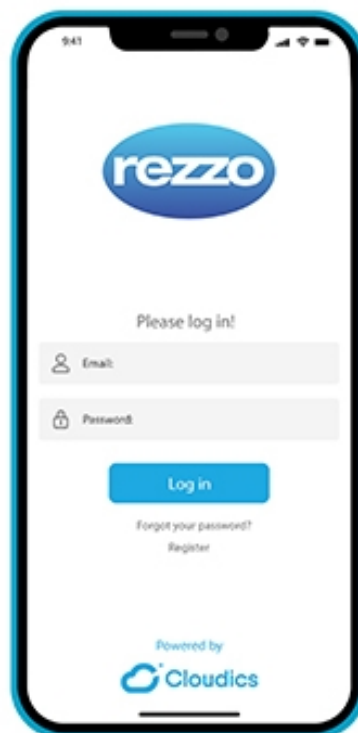 9:41
rezzo
Please log in!
Email:
Password:
Log in
Forgot your password?
Register
Powered by
Cloudics